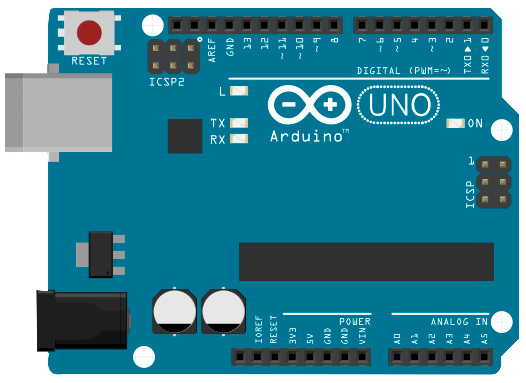 RESET
ICSP2
AREF
GND
13
12
~11
~10
~9
8
7
~6
~5
4
~3
2
TX0▶1
RX0◀0
DIGITAL (PWM=~)
L
TX
RX
Arduino™
UNO
ON
1
ICSP
POWER
ANALOG IN
IOREF
RESET
3V3
5V
GND
GND
VIN
A0
A1
A2
A3
A4
A5